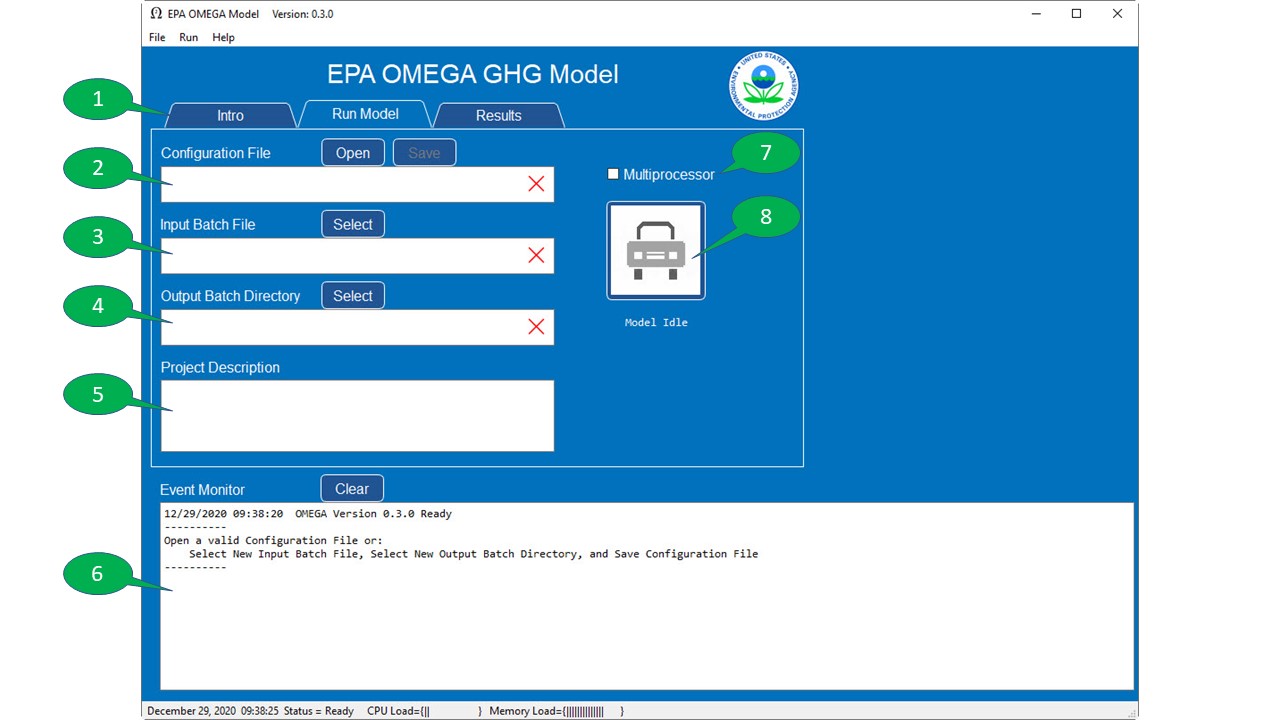 EPA OMEGA Model Version: 0.3.0
File Run Help
EPA OMEGA GHG Model
UNITED STATES ENVIRONMENTAL PROTECTION AGENCY
1
Intro Run Model Results
Configuration File Open Save
2
7
Multiprocessor
Input Batch File Select
3
8
Output Batch Directory Select
4
Model Idle
Project Description
5
Event Monitor Clear
12/29/2020 09:38:20 OMEGA Version 0.3.0 Ready
----------
Open a valid Configuration File or:
Select New Input Batch File, Select New Output Batch Directory, and Save Configuration File
----------
6
December 29, 2020 09:38:25 Status = Ready CPU Load={|| } Memory Load={|||||||||||||| }